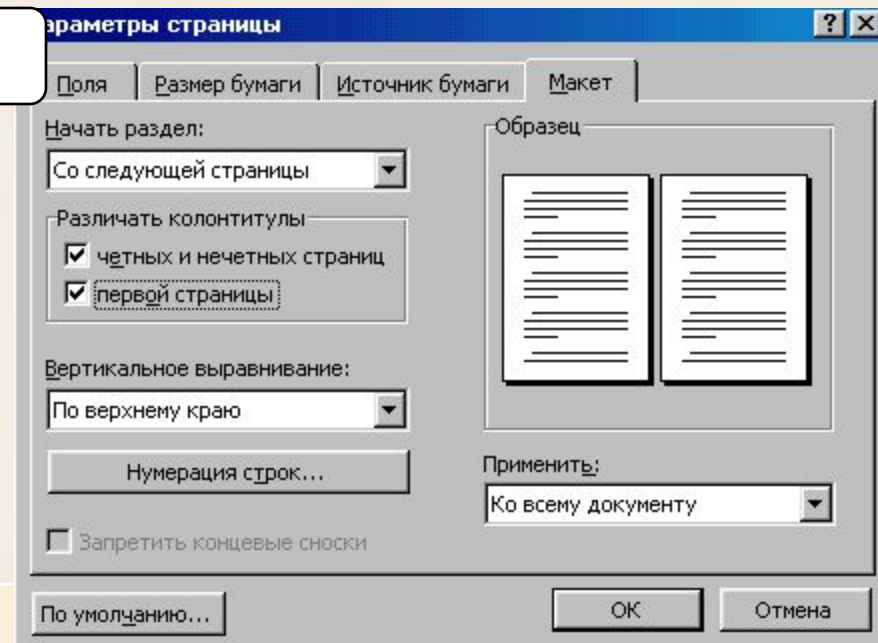 араметры страницы
Поля Размер бумаги Источник бумаги Макет
Начать раздел:
Со следующей страницы
Различать колонтитулы
четных и нечетных страниц
первой страницы
Вертикальное выравнивание:
По верхнему краю
Нумерация строк...
Запретить концевые сноски
Образец
Применить:
Ко всему документу
По умолчанию...
ОК
Отмена